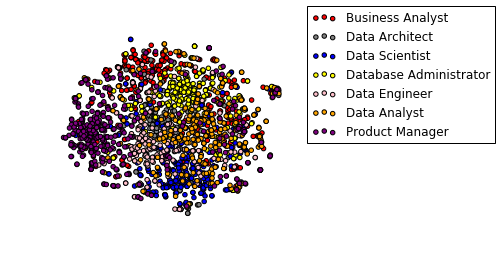 Business Analyst
Data Architect
Data Scientist
Database Administrator
Data Engineer
Data Analyst
Product Manager